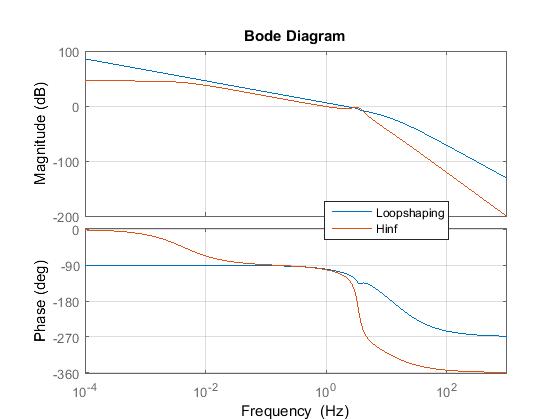 Bode Diagram
Magnitude (dB)
100
0
-100
-200
Loopshaping
Hinf
Phase (deg)
0
-90
-180
-270
-360
10^-4
10^-2
10^0
10^2
Frequency (Hz)